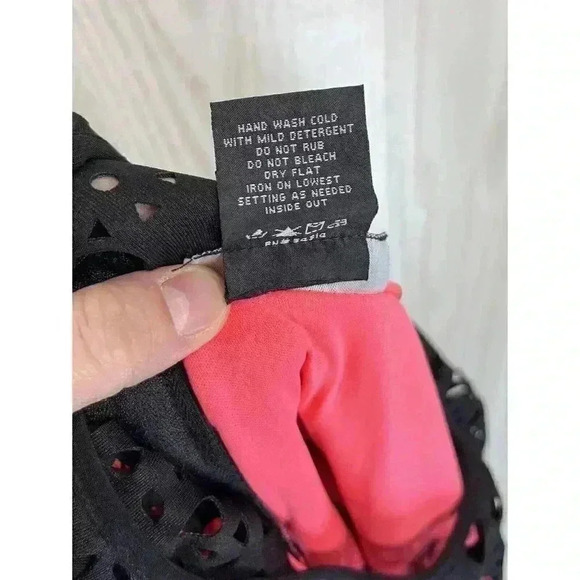 HAND WASH COLD
WITH MILD DETERGENT
DO NOT RUB
DO NOT BLEACH
DRY FLAT
IRON ON LOWEST
SETTING AS NEEDED
INSIDE OUT